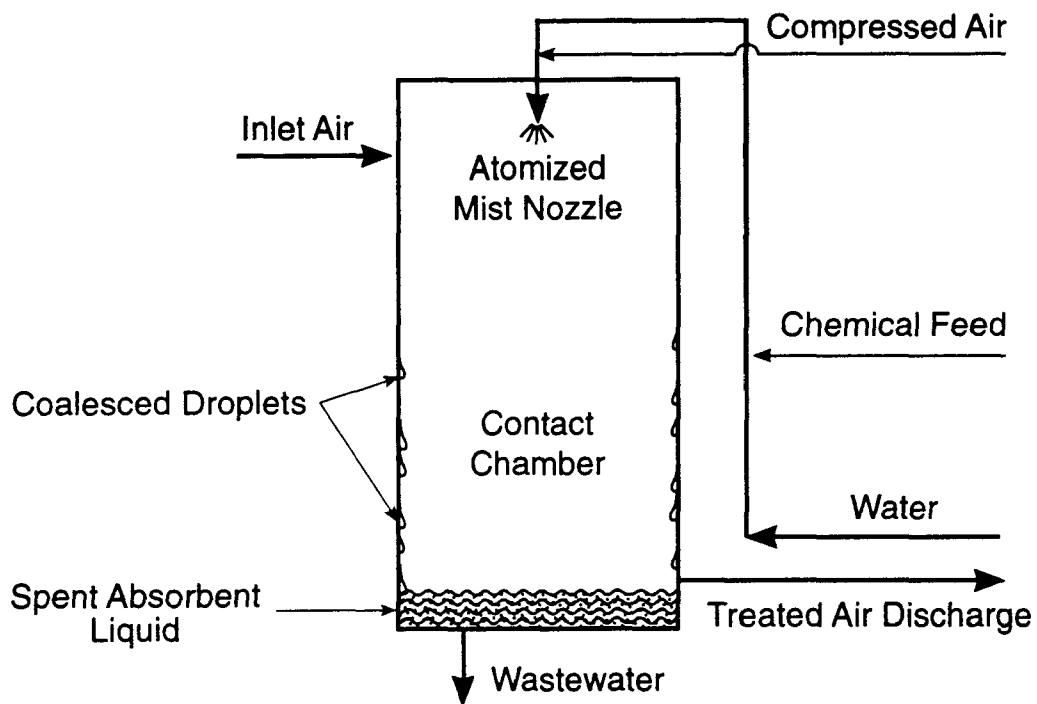 Compressed Air
Inlet Air
Atomized
Mist Nozzle
Chemical Feed
Coalesced Droplets
Contact
Chamber
Water
Spent Absorbent
Liquid
Treated Air Discharge
Wastewater